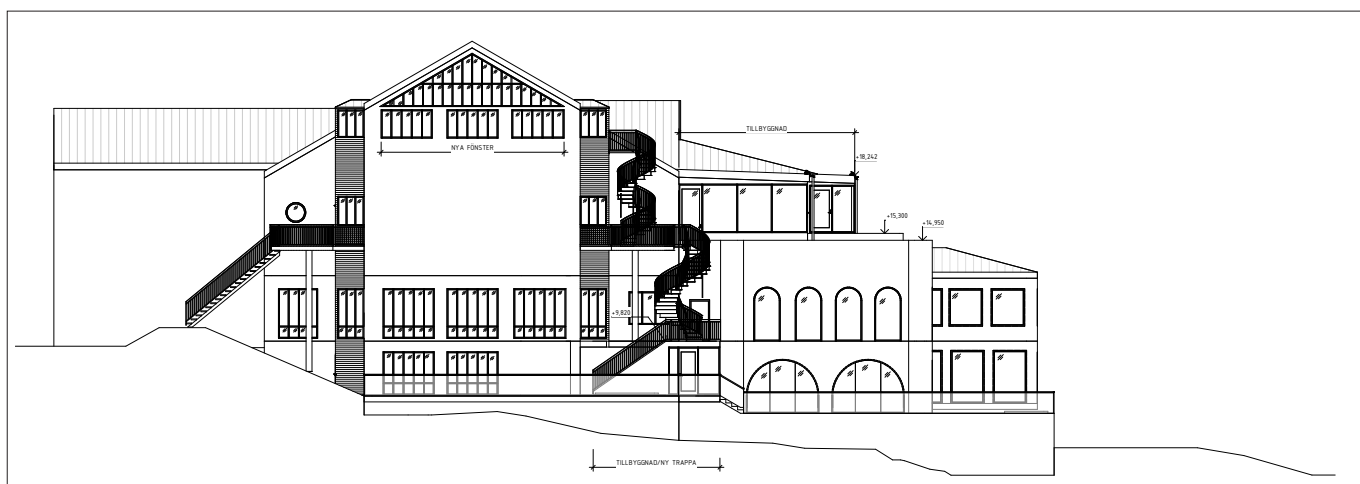 TILLBYGGNAD
NYA FÖNSTER
+18,242
+15,300
+14,950
+9,820
TILLBYGGNAD/NY TRAPPA